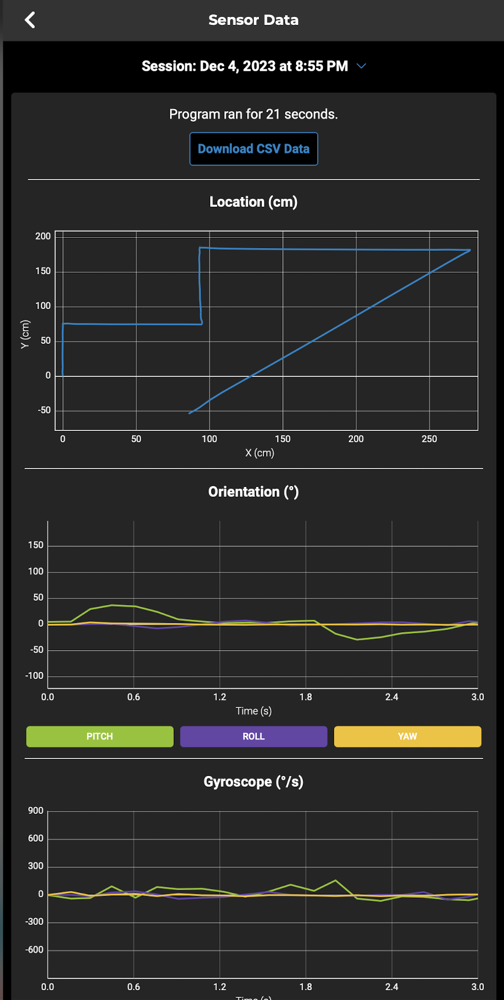 Sensor Data
Session: Dec 4, 2023 at 8:55 PM
Program ran for 21 seconds.
Download CSV Data
Location (cm)
200
150
100
50
0
-50
Y (cm)
0 50 100 150 200 250
X (cm)
Orientation (°)
150
100
50
0
-50
-100
0.0 0.6 1.2 1.8 2.4 3.0
Time (s)
PITCH ROLL YAW
Gyroscope (°/s)
900
600
300
0
-300
-600
0.0 0.6 1.2 1.8 2.4 3.0
Time (s)